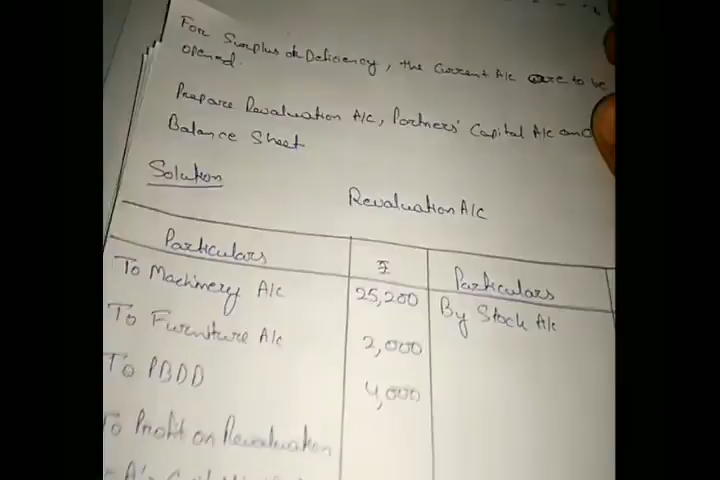 For Surplus or Deficiency, the Current A/c are to be
opened.
Prepare Revaluation A/c, Partners' Capital A/c and
Balance Sheet
Solution
Revaluation A/c
Particulars ₹ Particulars
To Machinery A/c 25,200 By Stock A/c
To Furniture A/c 2,000
To PBDD 4,000
To Profit on Revaluation